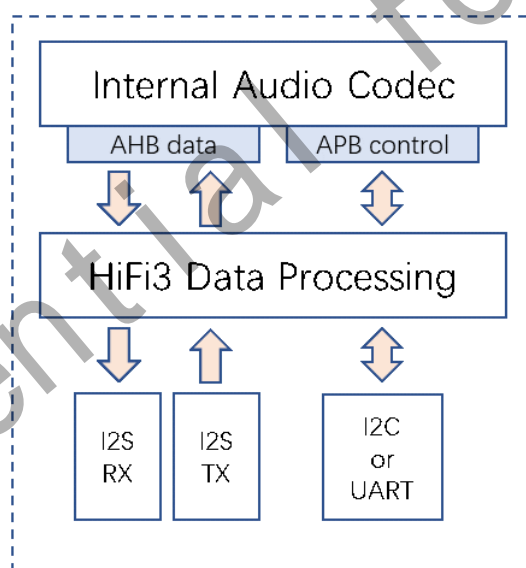 Internal Audio Codec
AHB data
APB control
HiFi3 Data Processing
I2S
RX
I2S
TX
I2C
or
UART